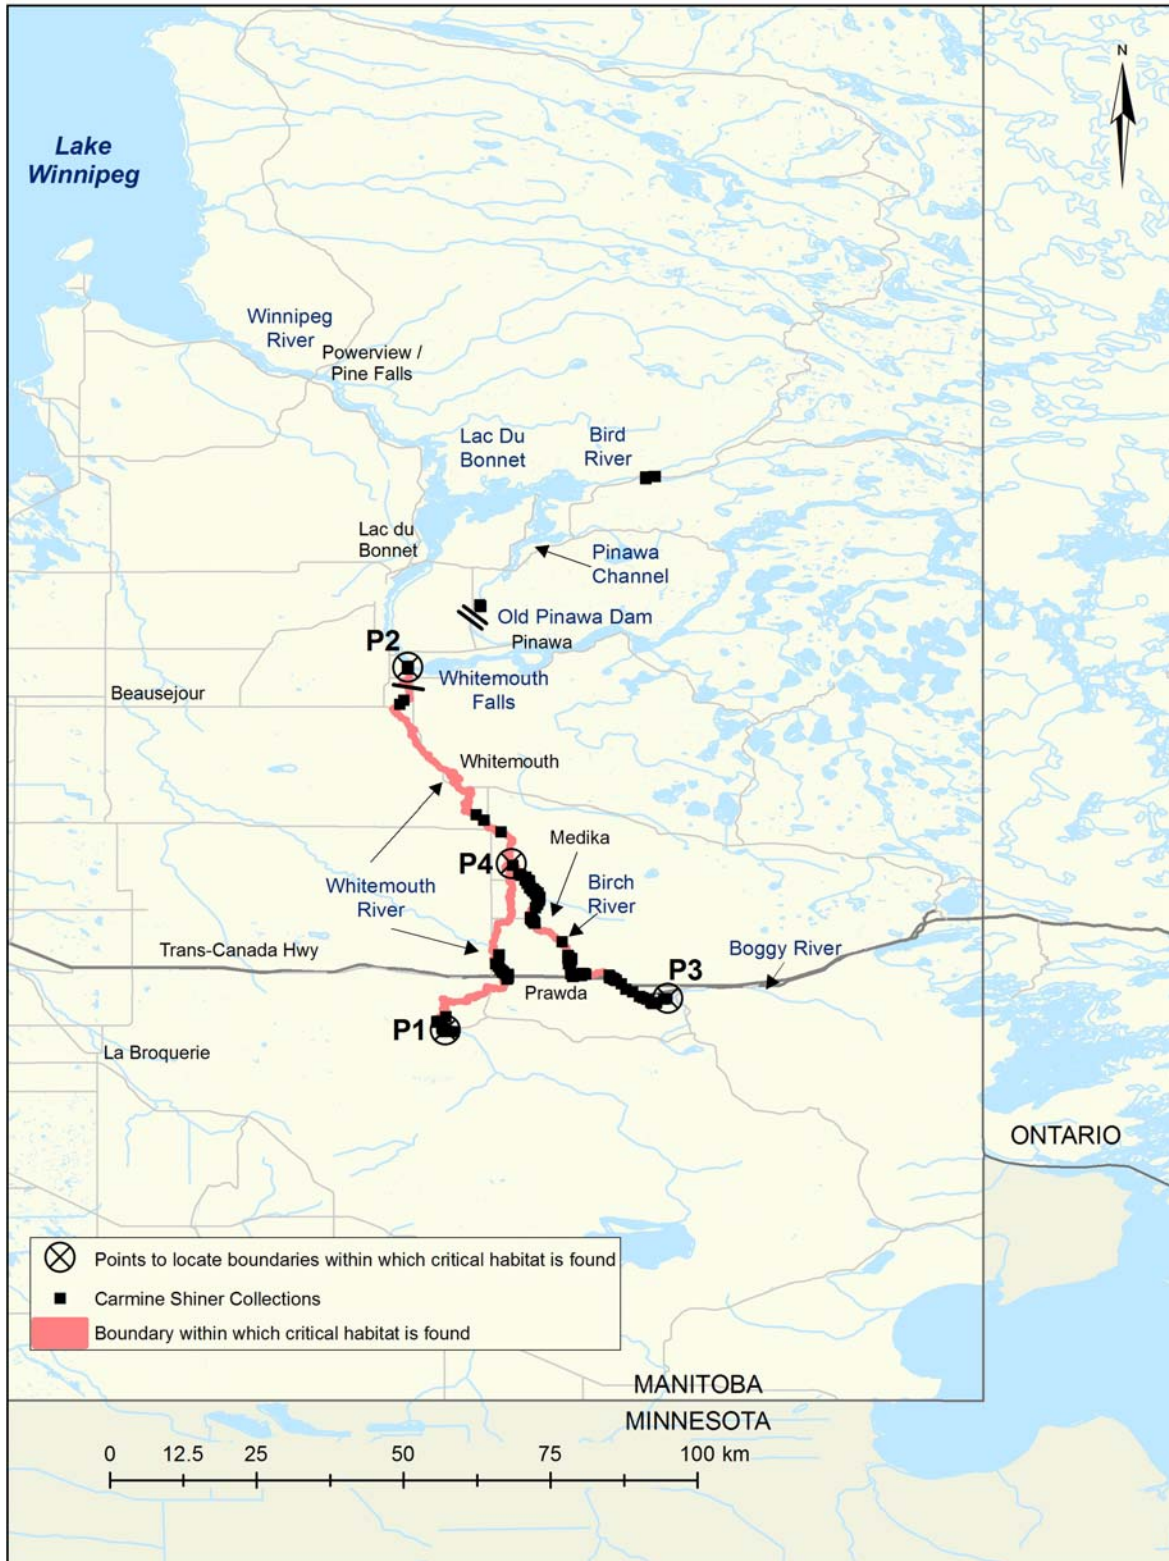 N
Lake
Winnipeg
Winnipeg
River
Powerview /
Pine Falls
Lac Du
Bonnet
Bird
River
Lac du
Bonnet
Pinawa
Channel
Old Pinawa Dam
Pinawa
P2
Whitemouth
Falls
Beausejour
Whitemouth
Medika
P4
Birch
River
Whitemouth
River
Trans-Canada Hwy
Boggy River
P3
Prawda
P1
La Broquerie
ONTARIO
Points to locate boundaries within which critical habitat is found
Carmine Shiner Collections
Boundary within which critical habitat is found
MANITOBA
MINNESOTA
0 12.5 25 50 75 100 km